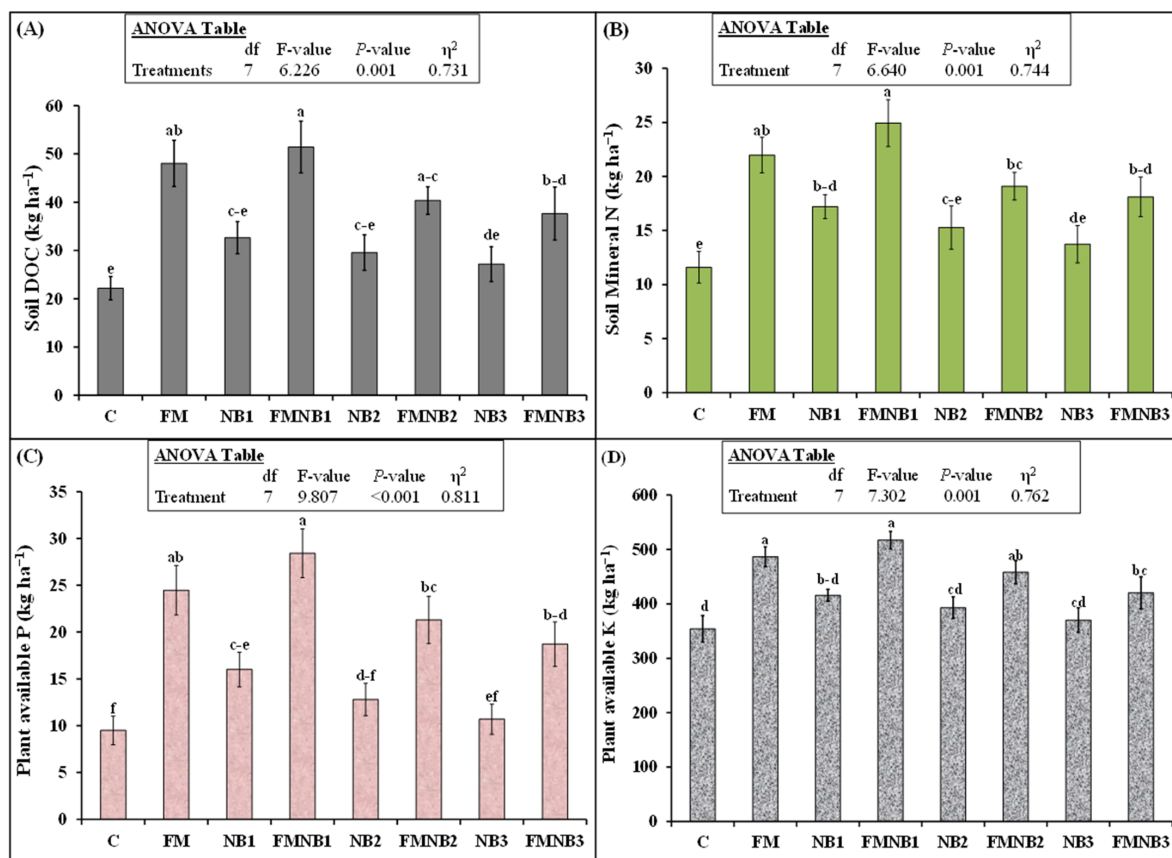 (A)
ANOVA Table
df F-value P-value η²
Treatments 7 6.226 0.001 0.731
Soil DOC (kg ha⁻¹)
60
50
40
30
20
10
0
e
ab
c-e
a
c-e
a-c
de
b-d
C FM NB1 FMNB1 NB2 FMNB2 NB3 FMNB3
(B)
ANOVA Table
df F-value P-value η²
Treatment 7 6.640 0.001 0.744
Soil Mineral N (kg ha⁻¹)
30
25
20
15
10
5
0
e
ab
b-d
a
c-e
bc
de
b-d
C FM NB1 FMNB1 NB2 FMNB2 NB3 FMNB3
(C)
ANOVA Table
df F-value P-value η²
Treatment 7 9.807 <0.001 0.811
Plant available P (kg ha⁻¹)
35
30
25
20
15
10
5
0
f
ab
c-e
a
d-f
bc
ef
b-d
C FM NB1 FMNB1 NB2 FMNB2 NB3 FMNB3
(D)
ANOVA Table
df F-value P-value η²
Treatment 7 7.302 0.001 0.762
Plant available K (kg ha⁻¹)
600
500
400
300
200
100
0
d
a
b-d
a
cd
ab
cd
bc
C FM NB1 FMNB1 NB2 FMNB2 NB3 FMNB3